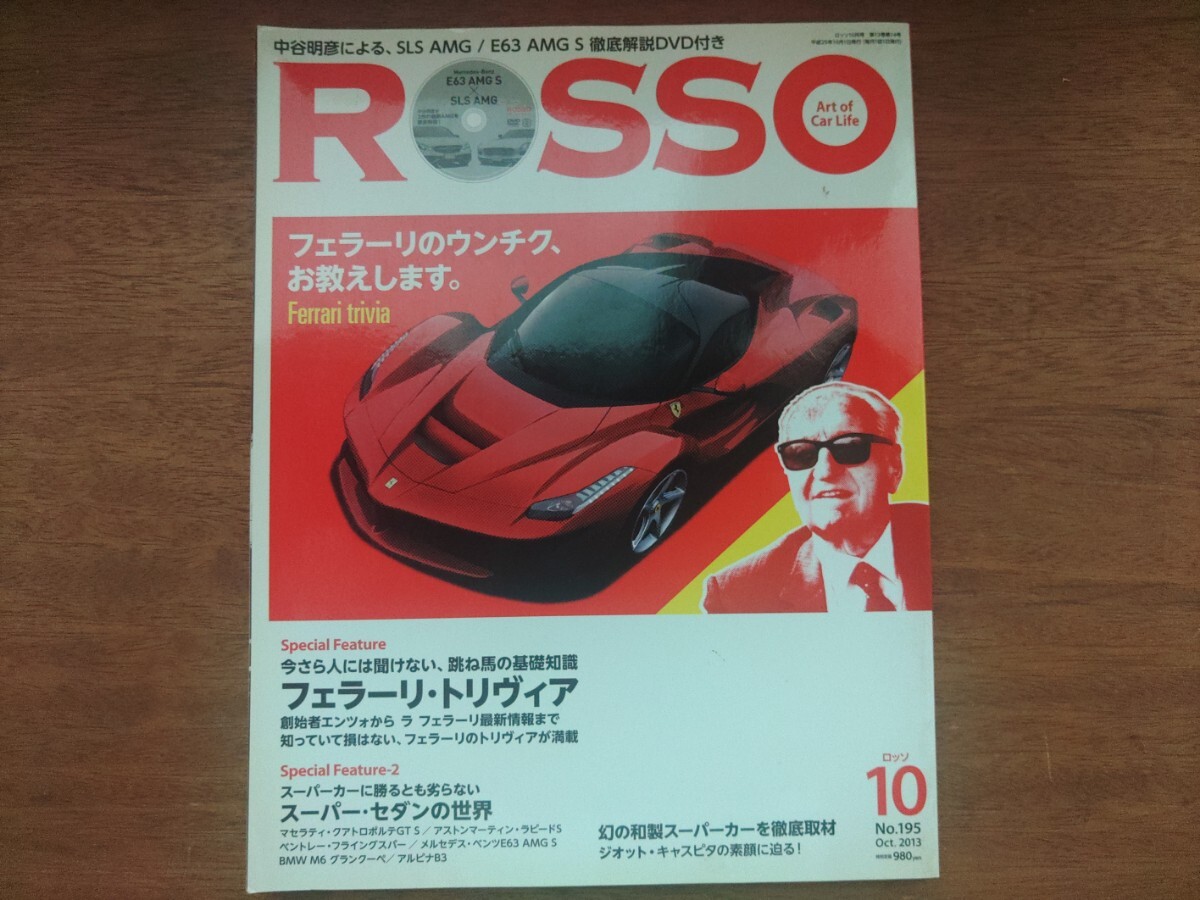 中谷明彦による、SLS AMG / E63 AMG S 徹底解説DVD付き
ROSSO
Mercedes-Benz
E63 AMG S
×
SLS AMG
Art of
Car Life
フェラーリのウンチク、
お教えします。
Ferrari trivia
Special Feature
今さら人には聞けない、跳ね馬の基礎知識
フェラーリ・トリヴィア
創始者エンツォから ラ フェラーリ最新情報まで
知っていて損はない、フェラーリのトリヴィアが満載
Special Feature-2
スーパーカーに勝るとも劣らない
スーパー・セダンの世界
マセラティ・クアトロポルテGT S／アストンマーティン・ラピードS
ベントレー・フライングスパー／メルセデス・ベンツE63 AMG S
BMW M6 グランクーペ／アルピナB3
幻の和製スーパーカーを徹底取材
ジオット・キャスピタの素顔に迫る！
ロッソ
10
No.195
Oct. 2013
980yen